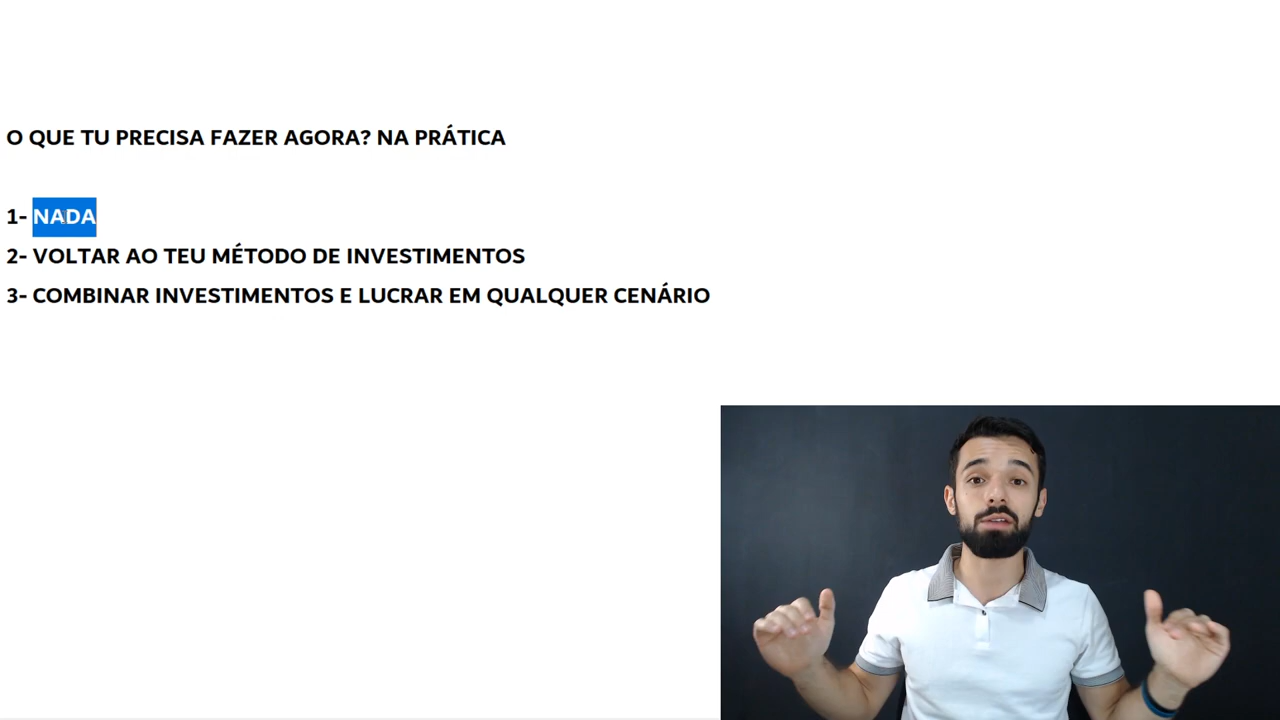 O QUE TU PRECISA FAZER AGORA? NA PRÁTICA
1- NADA
2- VOLTAR AO TEU MÉTODO DE INVESTIMENTOS
3- COMBINAR INVESTIMENTOS E LUCRAR EM QUALQUER CENÁRIO